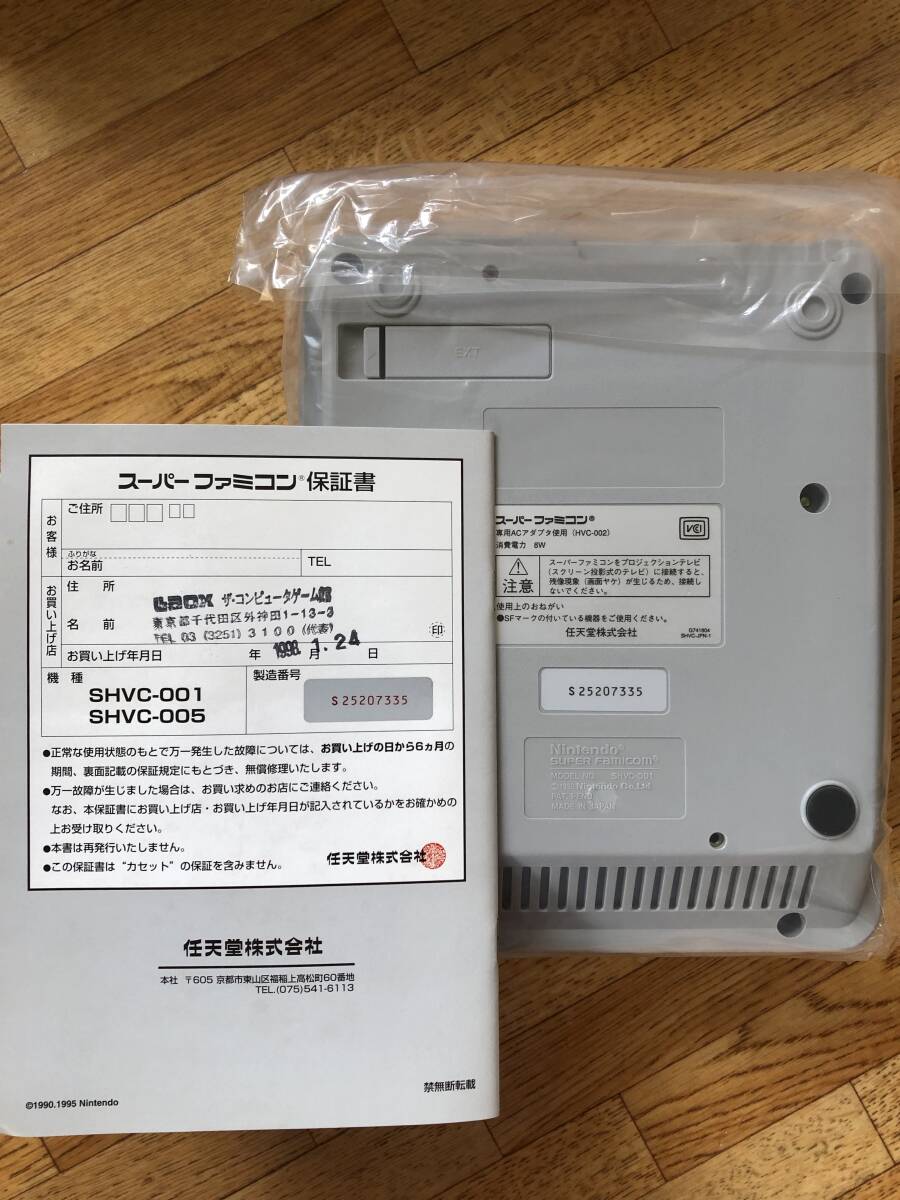 スーパーファミコン®保証書
お客様
ご住所
ふりがな
お名前
TEL
お買い上げ店
住 所
名 前
Laox ザ・コンピュータゲーム館
東京都千代田区外神田1-13-3
TEL 03 (3251) 3100 (代表)
印
お買い上げ年月日 年 月 日
1998. 1. 24
機 種
SHVC-001
SHVC-005
製造番号
S25207335
●正常な使用状態のもとで万一発生した故障については、お買い上げの日から6ヵ月の
期間、裏面記載の保証規定にもとづき、無償修理いたします。
●万一故障が生じました場合は、お買い求めのお店にご連絡ください。
なお、本保証書にお買い上げ店・お買い上げ年月日が記入されているかをお確かめの
上お受け取りください。
●本書は再発行いたしません。
●この保証書は“カセット”の保証を含みません。
任天堂株式会社
任天堂株式会社
本社 〒605 京都市東山区福稲上高松町60番地
TEL.(075)541-6113
©1990.1995 Nintendo
禁無断転載
EXT
スーパーファミコン®
専用ACアダプタ使用 (HVC-002)
消費電力 8W
VCI
注意
スーパーファミコンをプロジェクションテレビ
(スクリーン投影式のテレビ) に接続すると、
残像現象 (画面ヤケ) が生じるため、接続し
ないでください。
使用上のおねがい
●SFマークの付いている機器をご使用ください。
任天堂株式会社
G741804
SHVC-JPN-1
S25207335
Nintendo®
SUPER FAMICOM™
MODEL NO. SHVC-001
©1990 Nintendo Co.,Ltd.
PAT. PEND.
MADE IN JAPAN